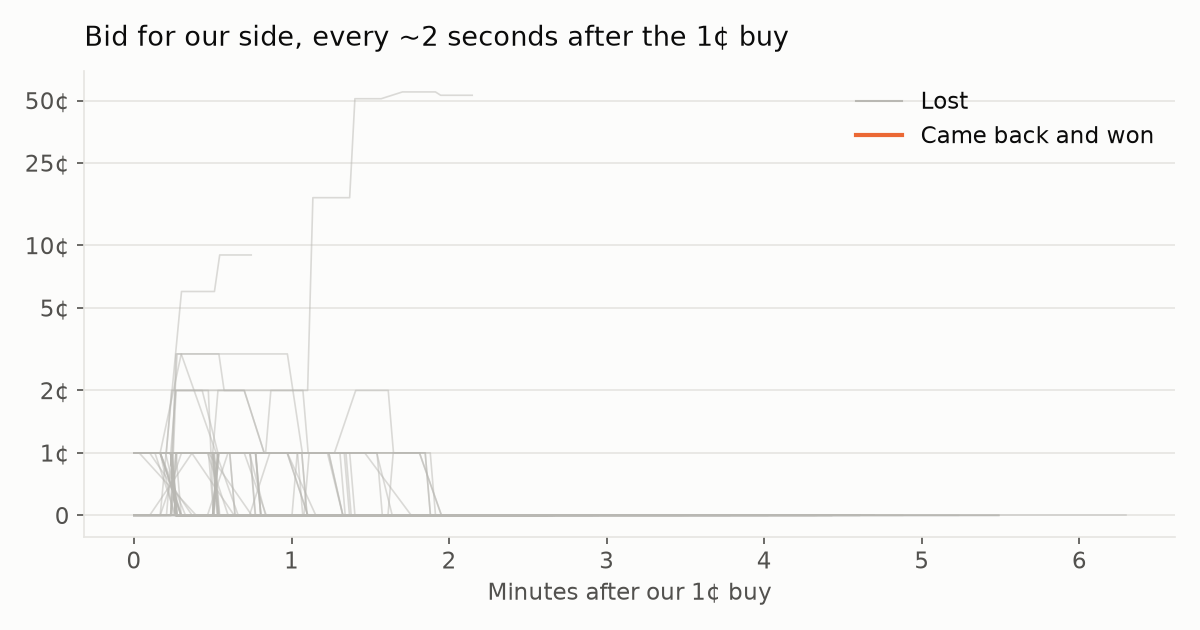 Bid for our side, every ~2 seconds after the 1¢ buy
Lost
Came back and won
50¢
25¢
10¢
5¢
2¢
1¢
0
0 1 2 3 4 5 6
Minutes after our 1¢ buy